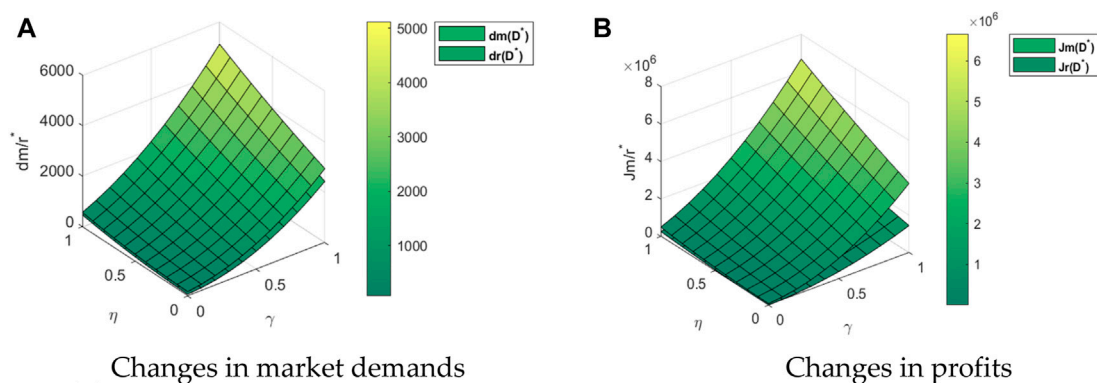 A
dm(D*)
dr(D*)
6000
4000
2000
0
dm/r*
1
0.5
0
η
0
0.5
1
γ
5000
4000
3000
2000
1000
Changes in market demands
B
Jm(D*)
Jr(D*)
×10⁶
8
6
4
2
0
Jm/r*
1
0.5
0
η
0
0.5
1
γ
×10⁶
6
5
4
3
2
1
Changes in profits